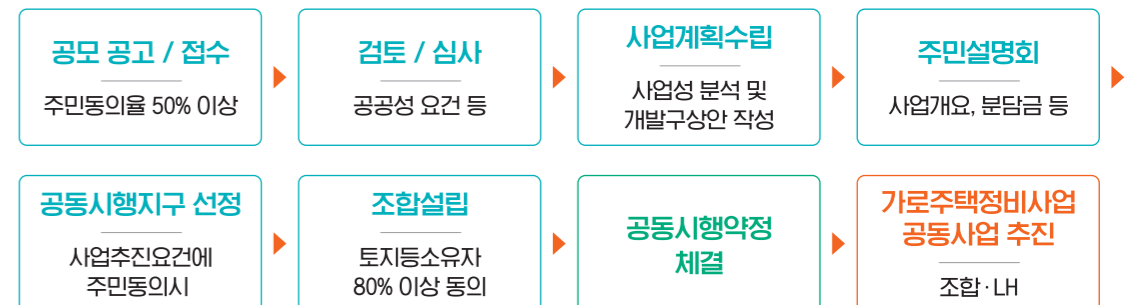 공모 공고 / 접수
주민동의율 50% 이상
검토 / 심사
공공성 요건 등
사업계획수립
사업성 분석 및
개발구상안 작성
주민설명회
사업개요, 분담금 등
공동시행지구 선정
사업추진요건에
주민동의시
조합설립
토지등소유자
80% 이상 동의
공동시행약정
체결
가로주택정비사업
공동사업 추진
조합·LH